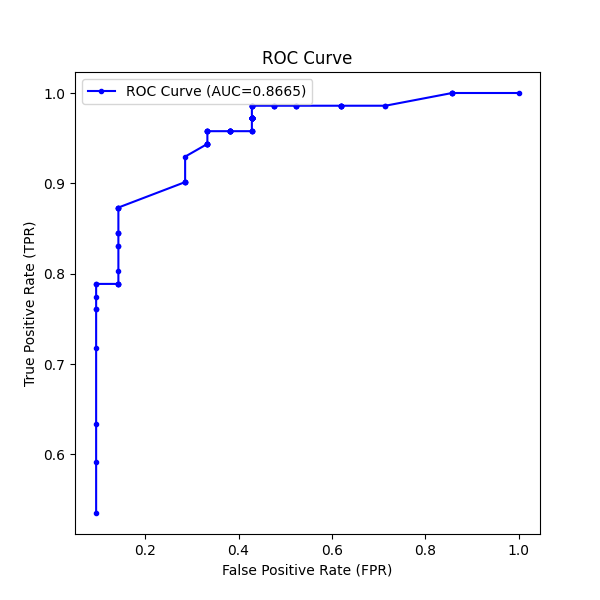 ROC Curve
ROC Curve (AUC=0.8665)
1.0
0.9
0.8
0.7
0.6
True Positive Rate (TPR)
0.2 0.4 0.6 0.8 1.0
False Positive Rate (FPR)